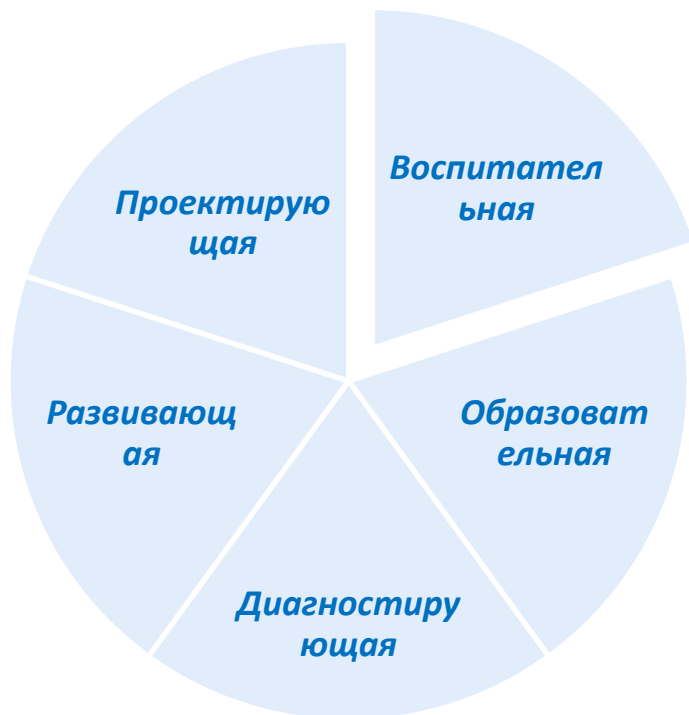 Воспитател
ьная
Проектирую
щая
Развивающ
ая
Образоват
ельная
Диагностиру
ющая